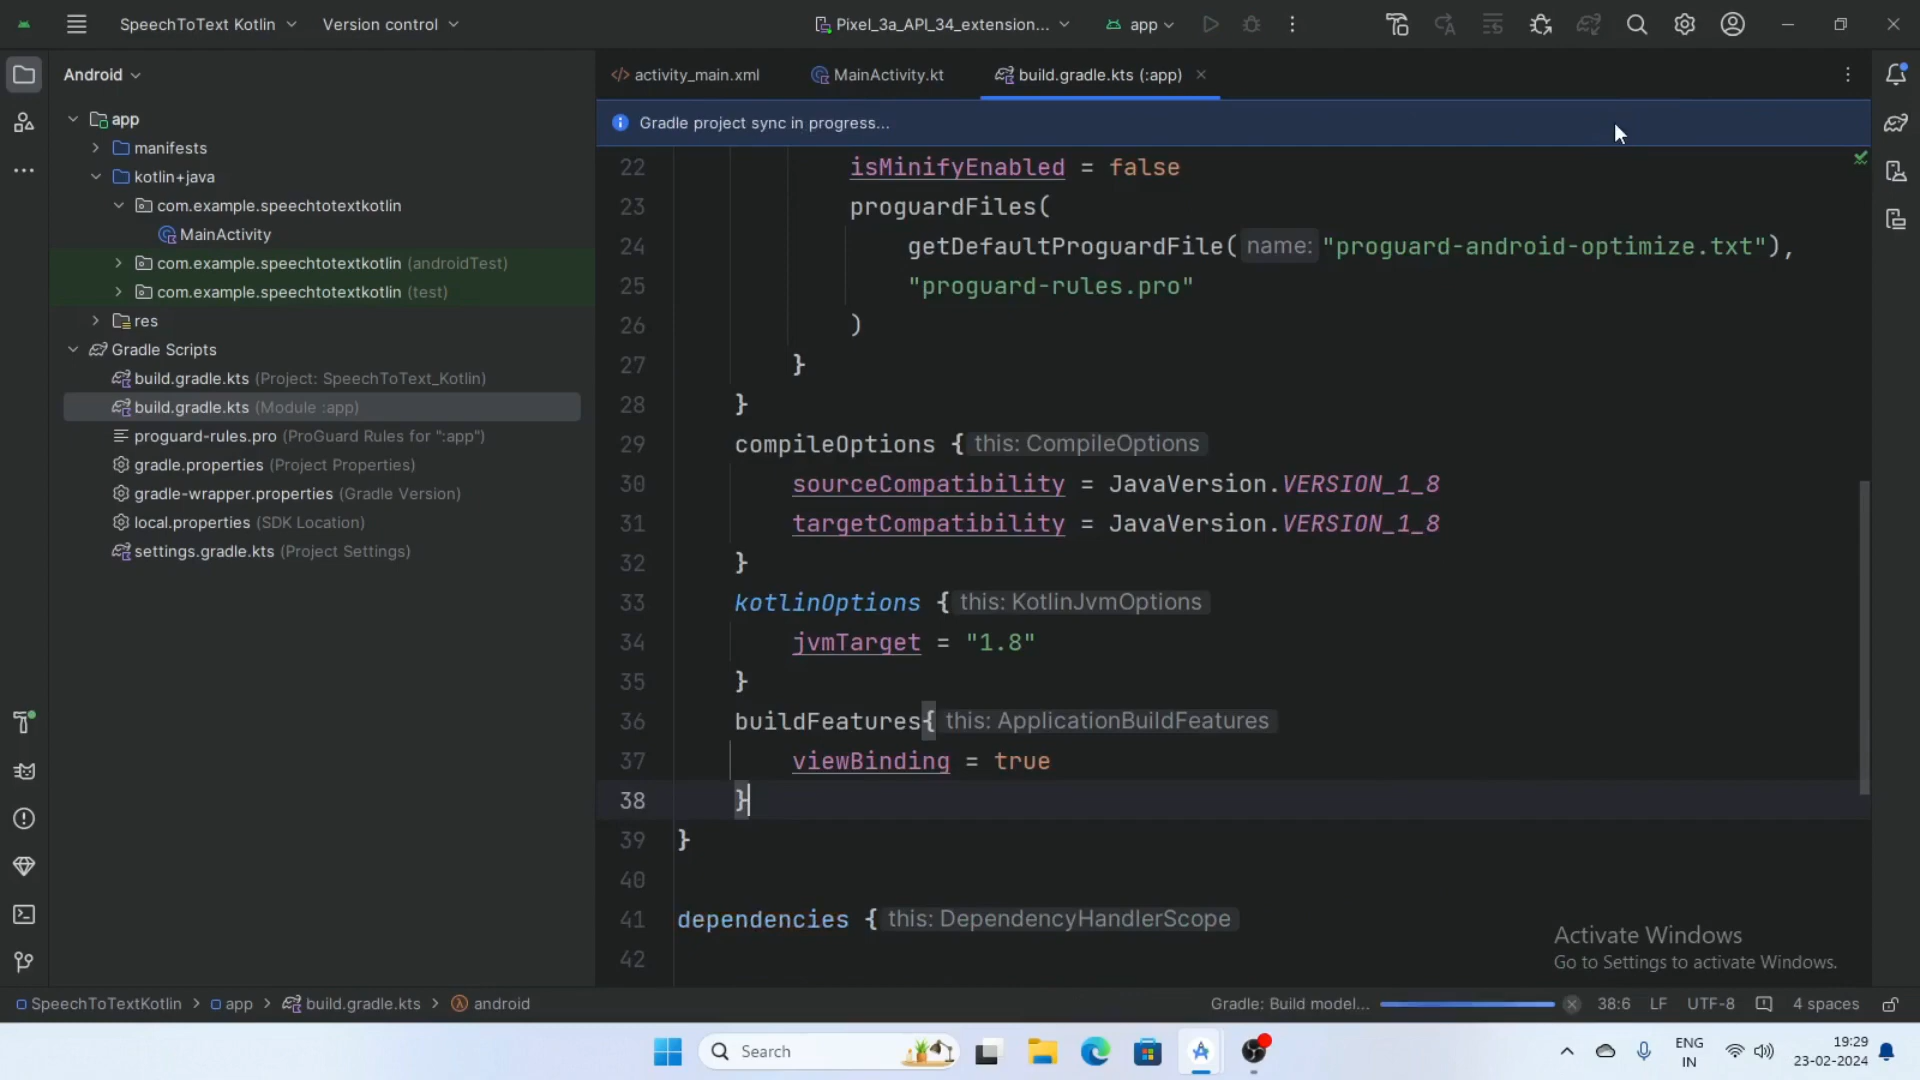 SpeechToText Kotlin
Version control
Pixel_3a_API_34_extension...
app
Android
activity_main.xml
MainActivity.kt
build.gradle.kts (:app)
Gradle project sync in progress...
app
manifests
kotlin+java
com.example.speechtotextkotlin
MainActivity
com.example.speechtotextkotlin (androidTest)
com.example.speechtotextkotlin (test)
res
Gradle Scripts
build.gradle.kts (Project: SpeechToText_Kotlin)
build.gradle.kts (Module :app)
proguard-rules.pro (ProGuard Rules for ":app")
gradle.properties (Project Properties)
gradle-wrapper.properties (Gradle Version)
local.properties (SDK Location)
settings.gradle.kts (Project Settings)
22 isMinifyEnabled = false
23 proguardFiles(
24 getDefaultProguardFile( name: "proguard-android-optimize.txt"),
25 "proguard-rules.pro"
26 )
27 }
28 }
29 compileOptions { this: CompileOptions
30 sourceCompatibility = JavaVersion.VERSION_1_8
31 targetCompatibility = JavaVersion.VERSION_1_8
32 }
33 kotlinOptions { this: KotlinJvmOptions
34 jvmTarget = "1.8"
35 }
36 buildFeatures{ this: ApplicationBuildFeatures
37 viewBinding = true
38 }
39 }
40
41 dependencies { this: DependencyHandlerScope
42
Activate Windows
Go to Settings to activate Windows.
SpeechToTextKotlin > app > build.gradle.kts > android
Gradle: Build model...
38:6 LF UTF-8 4 spaces
Search
ENG
IN
19:29
23-02-2024